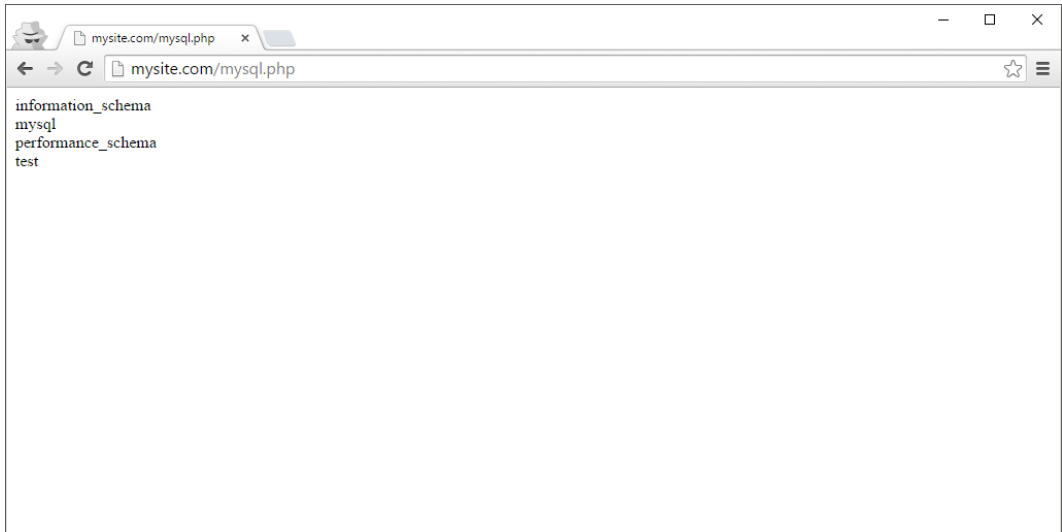 mysite.com/mysql.php
mysite.com/mysql.php
information_schema
mysql
performance_schema
test